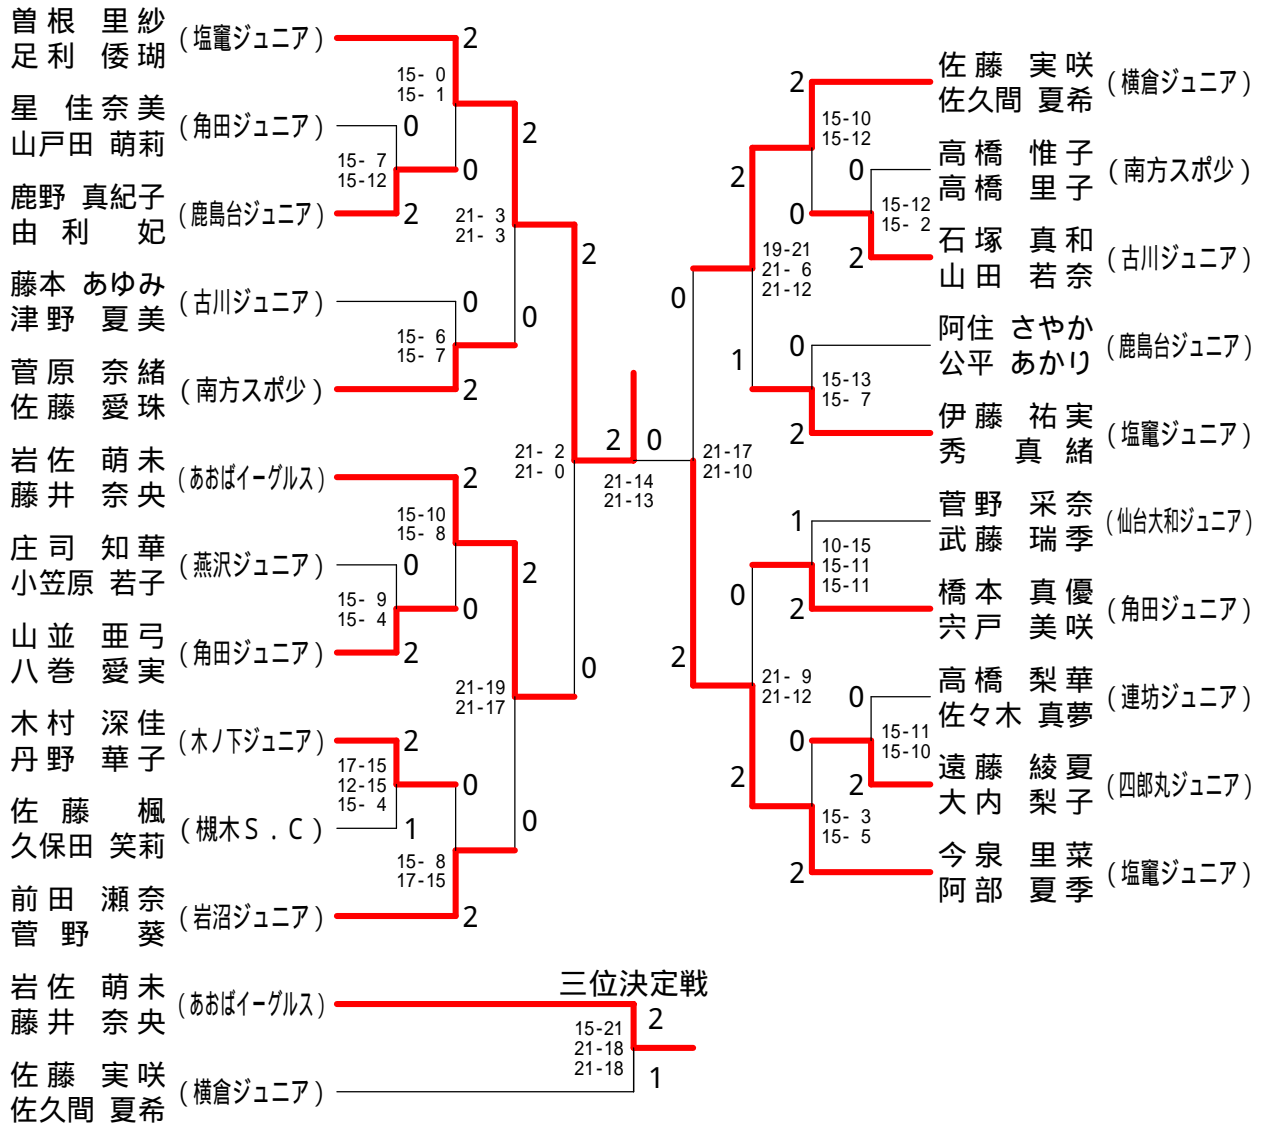 曽根 里紗
足利 倭瑚
(塩竈ジュニア)
2
15- 0
15- 1
星 佳奈美
山戸田 萌莉
(角田ジュニア)
0
15- 7
15-12
0
鹿野 真紀子
由利 妃
(鹿島台ジュニア)
2
2
21- 3
21- 3
藤本 あゆみ
津野 夏美
(古川ジュニア)
0
15- 6
15- 7
0
菅原 奈緒
佐藤 愛珠
(南方スポ少)
2
2
21- 2
21- 0
岩佐 萌未
藤井 奈央
(あおばイーグルス)
2
15-10
15- 8
庄司 知華
小笠原 若子
(燕沢ジュニア)
0
15- 9
15- 4
0
山並 亜弓
八巻 愛実
(角田ジュニア)
2
2
21-19
21-17
0
木村 深佳
丹野 華子
(木ノ下ジュニア)
2
17-15
12-15
15- 4
0
佐藤 楓
久保田 笑莉
(槻木S.C)
1
15- 8
17-15
0
前田 瀬奈
菅野 葵
(岩沼ジュニア)
2
2
0
21-14
21-13
佐藤 実咲
佐久間 夏希
(横倉ジュニア)
2
15-10
15-12
高橋 惟子
高橋 里子
(南方スポ少)
0
15-12
15- 2
0
石塚 真和
山田 若奈
(古川ジュニア)
2
2
19-21
21- 6
21-12
0
阿住 さやか
公平 あかり
(鹿島台ジュニア)
0
15-13
15- 7
1
伊藤 祐実
秀 真緒
(塩竈ジュニア)
2
21-17
21-10
菅野 采奈
武藤 瑞季
(仙台大和ジュニア)
1
10-15
15-11
15-11
0
橋本 真優
宍戸 美咲
(角田ジュニア)
2
2
21- 9
21-12
高橋 梨華
佐々木 真夢
(連坊ジュニア)
0
15-11
15-10
0
遠藤 綾夏
大内 梨子
(四郎丸ジュニア)
2
2
15- 3
15- 5
今泉 里菜
阿部 夏季
(塩竈ジュニア)
2
三位決定戦
岩佐 萌未
藤井 奈央
(あおばイーグルス)
2
15-21
21-18
21-18
佐藤 実咲
佐久間 夏希
(横倉ジュニア)
1